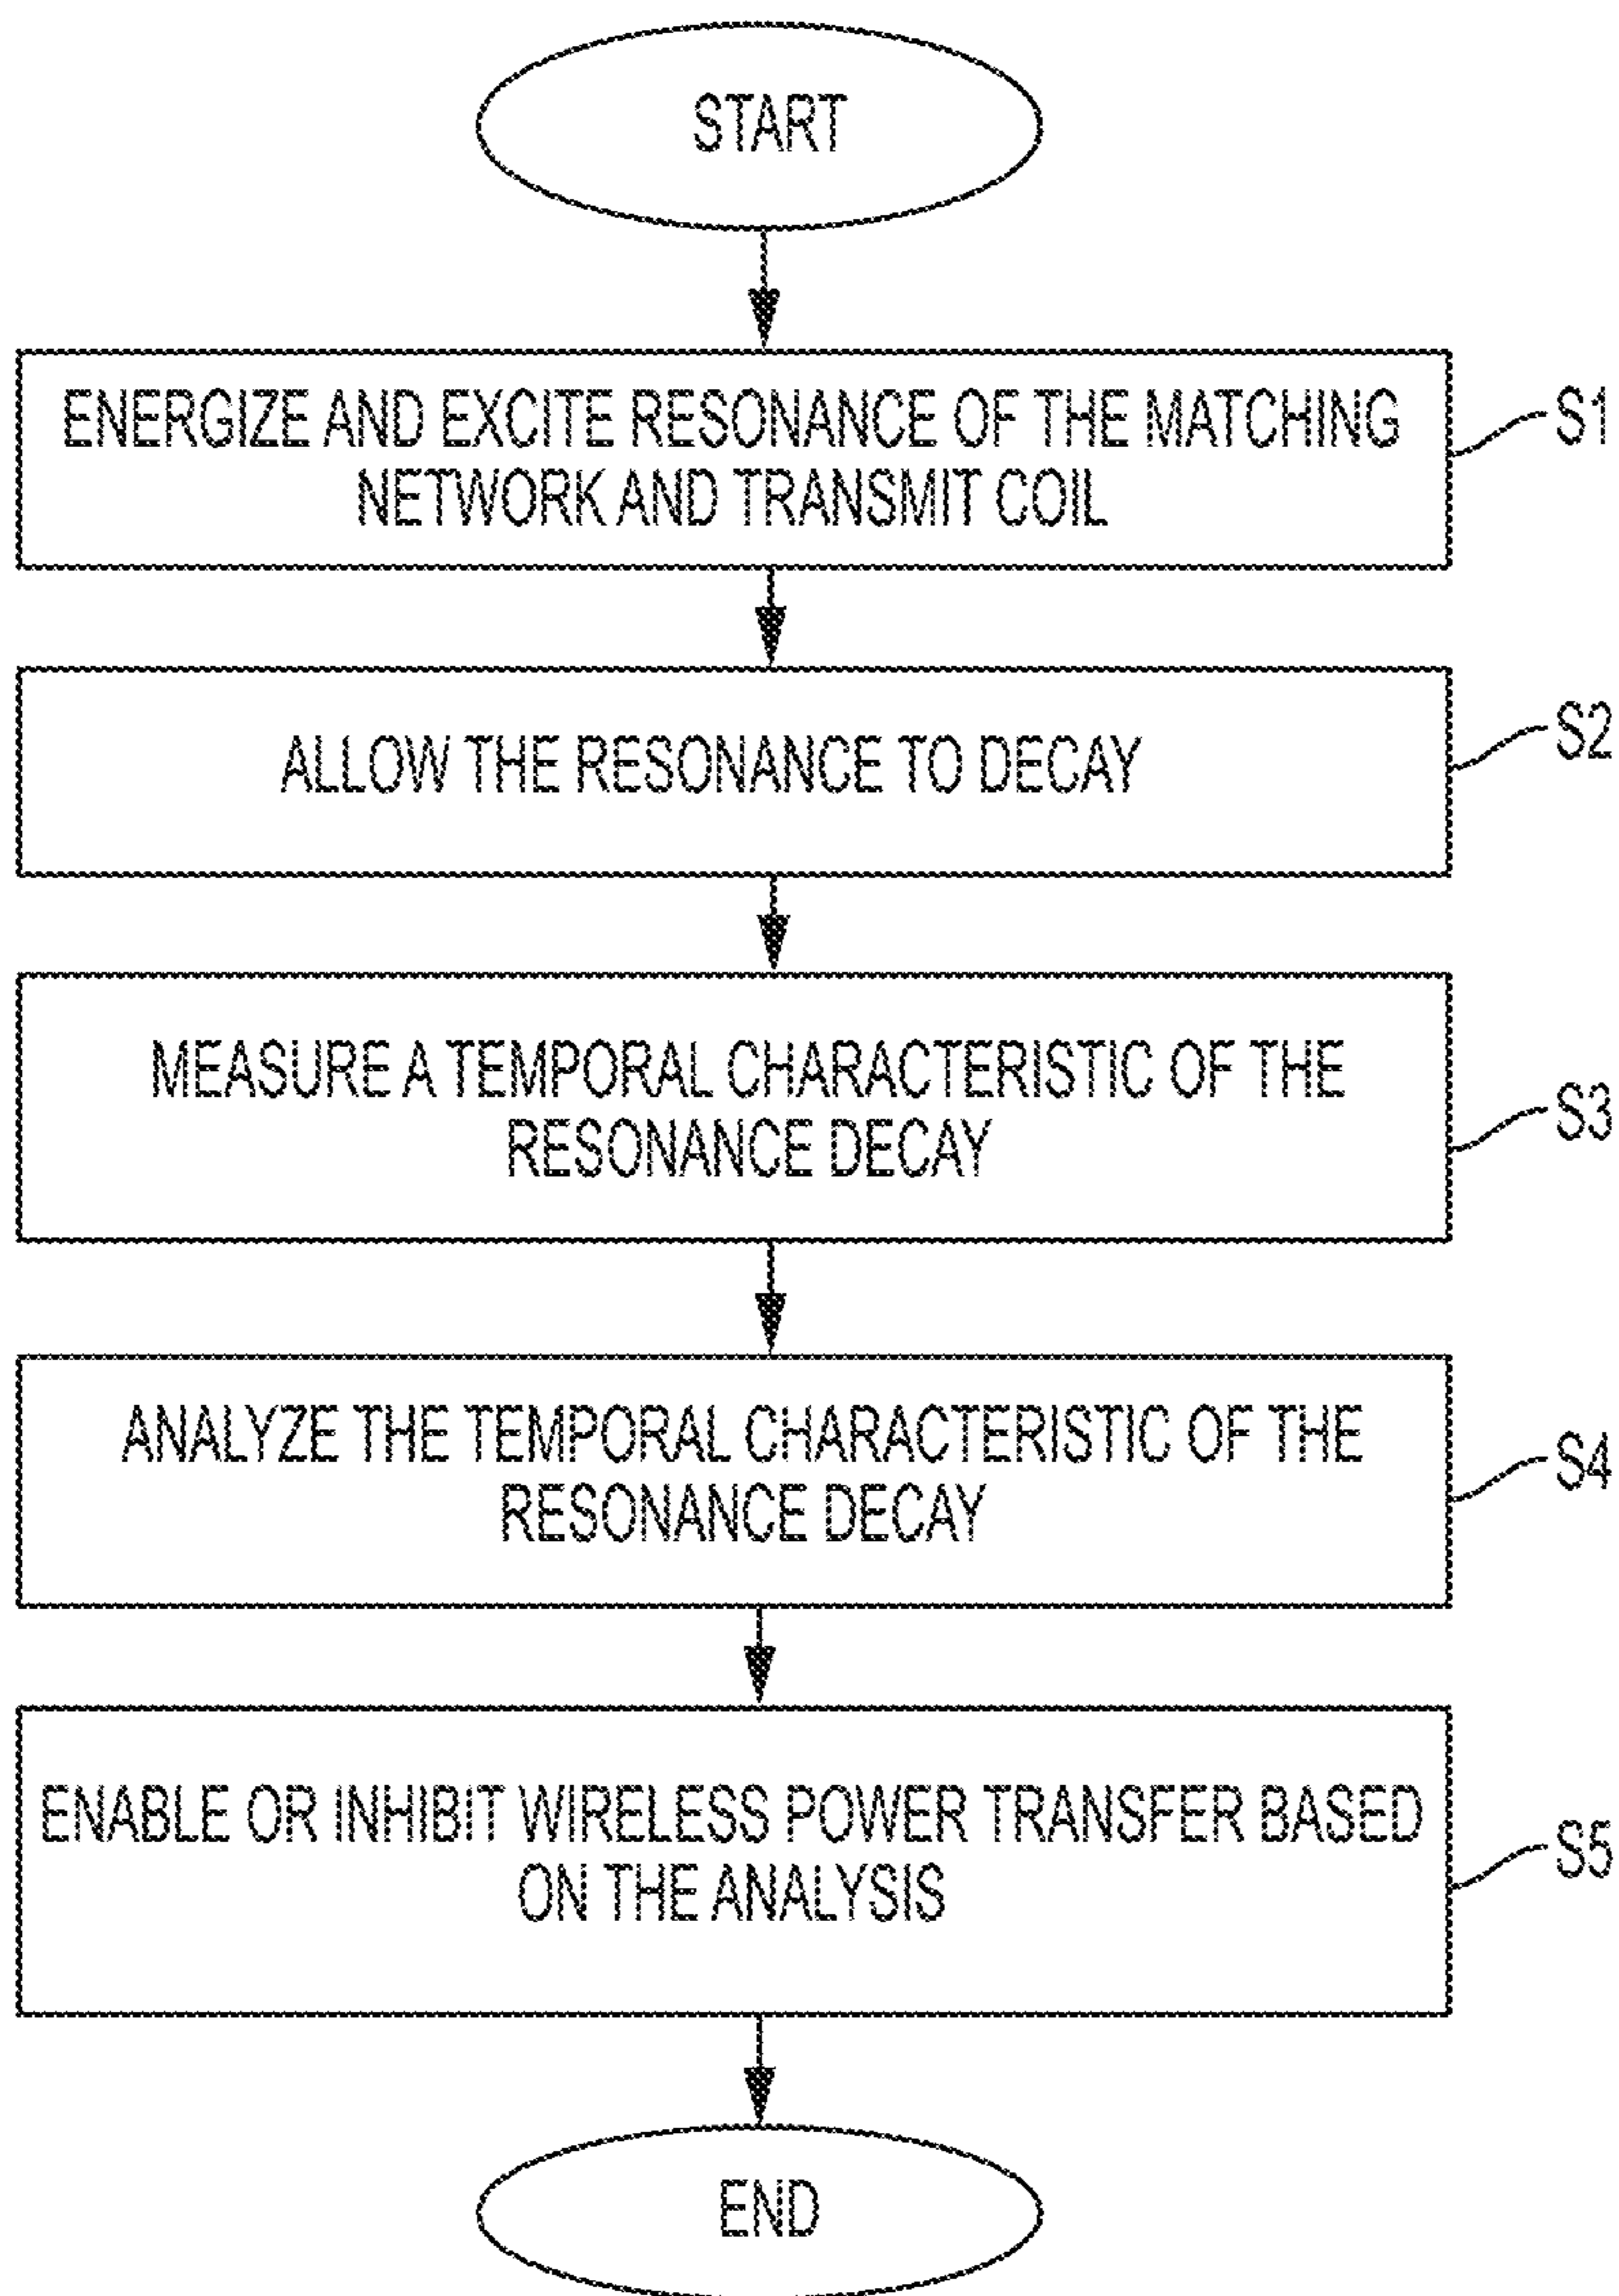 START
ENERGIZE AND EXCITE RESONANCE OF THE MATCHING
NETWORK AND TRANSMIT COIL
S1
ALLOW THE RESONANCE TO DECAY
S2
MEASURE A TEMPORAL CHARACTERISTIC OF THE
RESONANCE DECAY
S3
ANALYZE THE TEMPORAL CHARACTERISTIC OF THE
RESONANCE DECAY
S4
ENABLE OR INHIBIT WIRELESS POWER TRANSFER BASED
ON THE ANALYSIS
S5
END